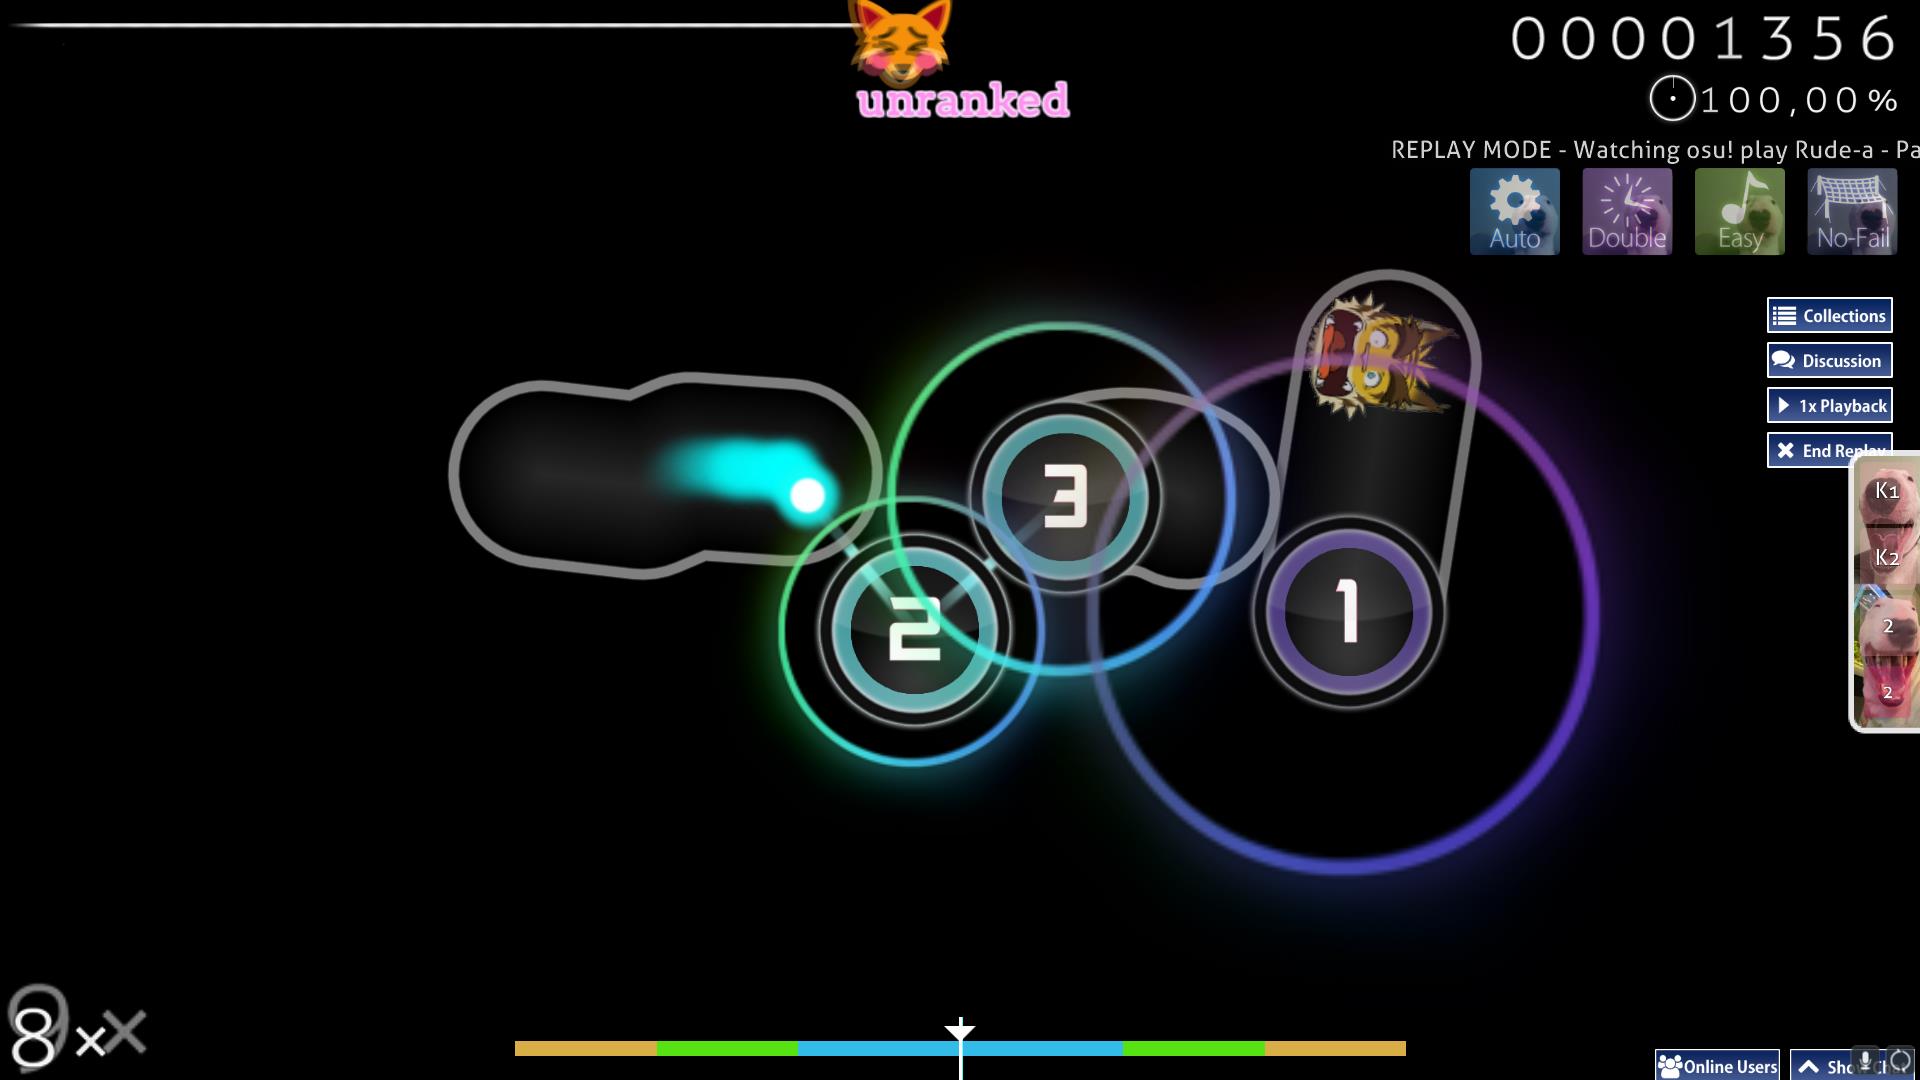 00001356
unranked
100,00%
REPLAY MODE - Watching osu! play Rude-a - Pa
Auto
Double
Easy
No-Fail
Collections
Discussion
1x Playback
End Replay
K1
3
K2
1
2
2
2
8x
Online Users